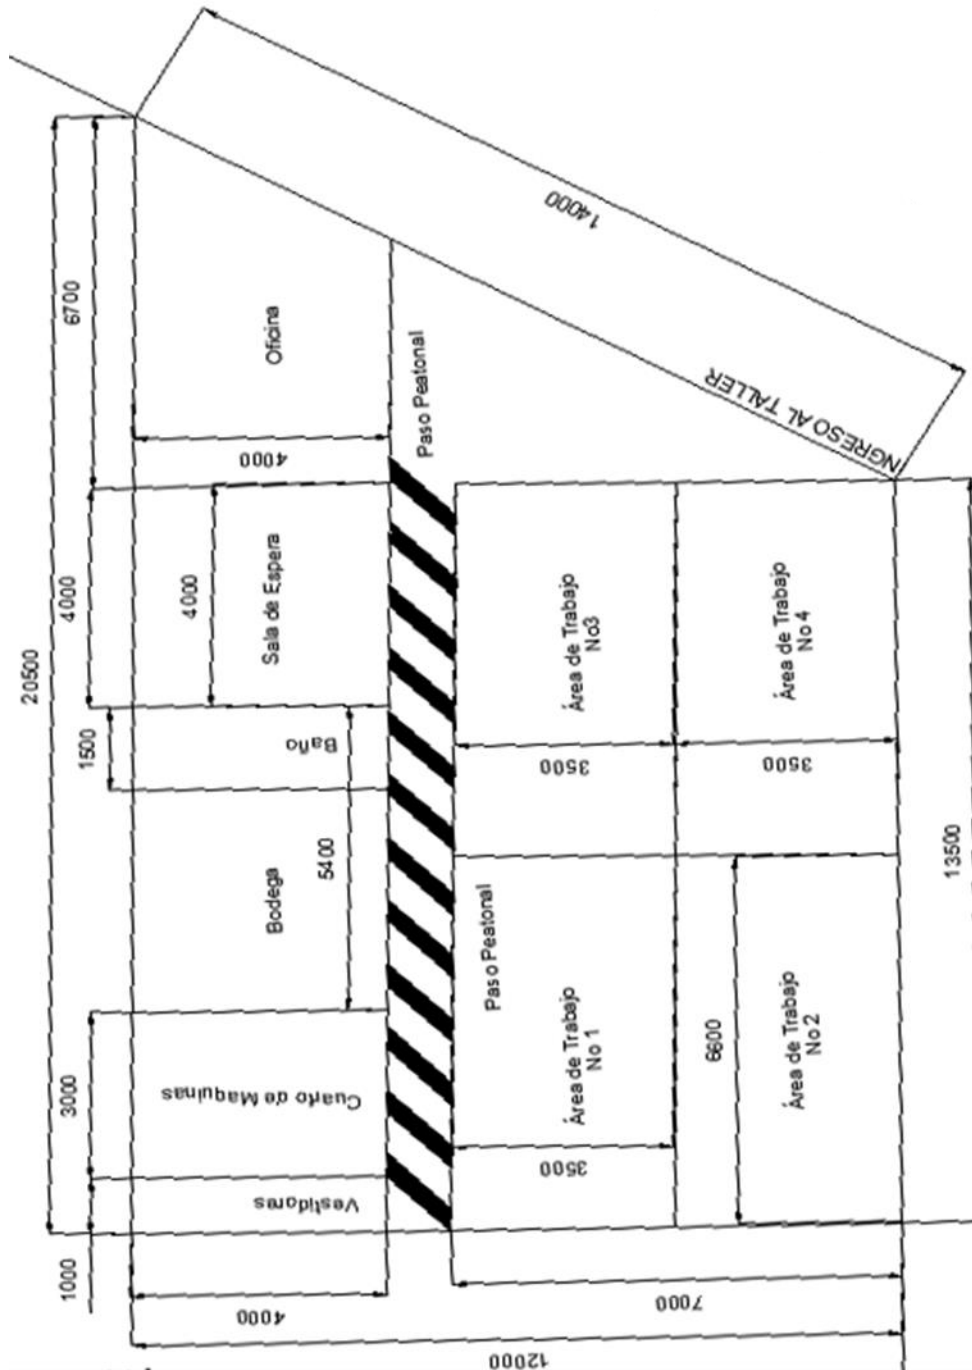 14000
6700
Oficina
Paso Peatonal
NGRESO AL TALLER
4000
20500
4000
4000
Sala de Espera
Área de Trabajo
No3
Área de Trabajo
No 4
1500
Baño
3500
3500
13500
5400
Bodega
Paso Peatonal
3000
Cuarto de Maquinas
Área de Trabajo
No 1
6600
Área de Trabajo
No 2
3500
Vestidores
1000
4000
7000
12000